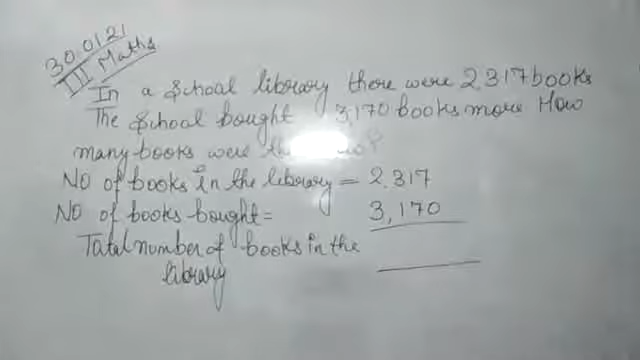 30.01.21
III Maths
In a School library there were 2,317 books
The School bought 3,170 books more How
many books were
NO of books in the library = 2,317
NO of books bought = 3,170
Tatal number of books in the
library